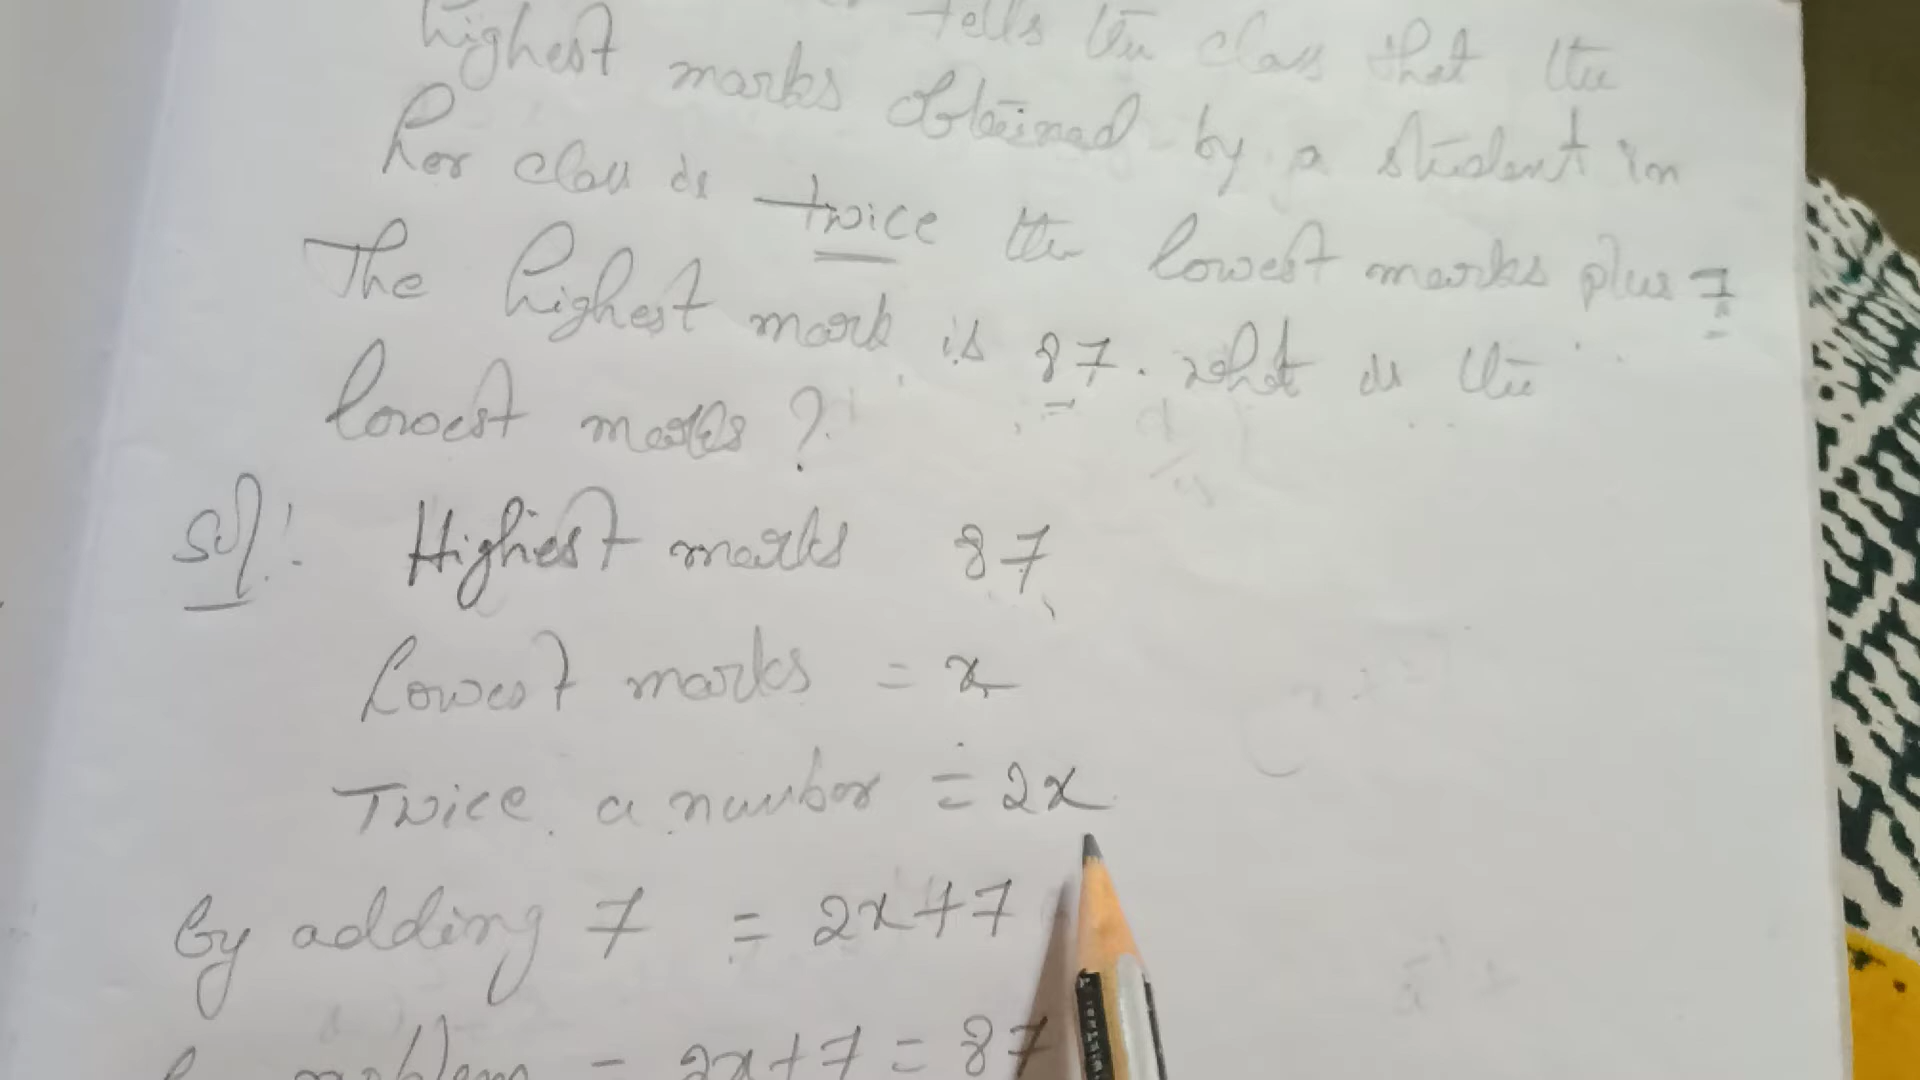 tells the class that the
highest marks obtained by a student in
her class is twice the lowest marks plus 7
The highest mark is 87. what is the
lowest marks?
Sol: Highest marks 87
Lowest marks = x
Twice a number = 2x
By adding 7 = 2x+7
problem = 2x+7 = 87